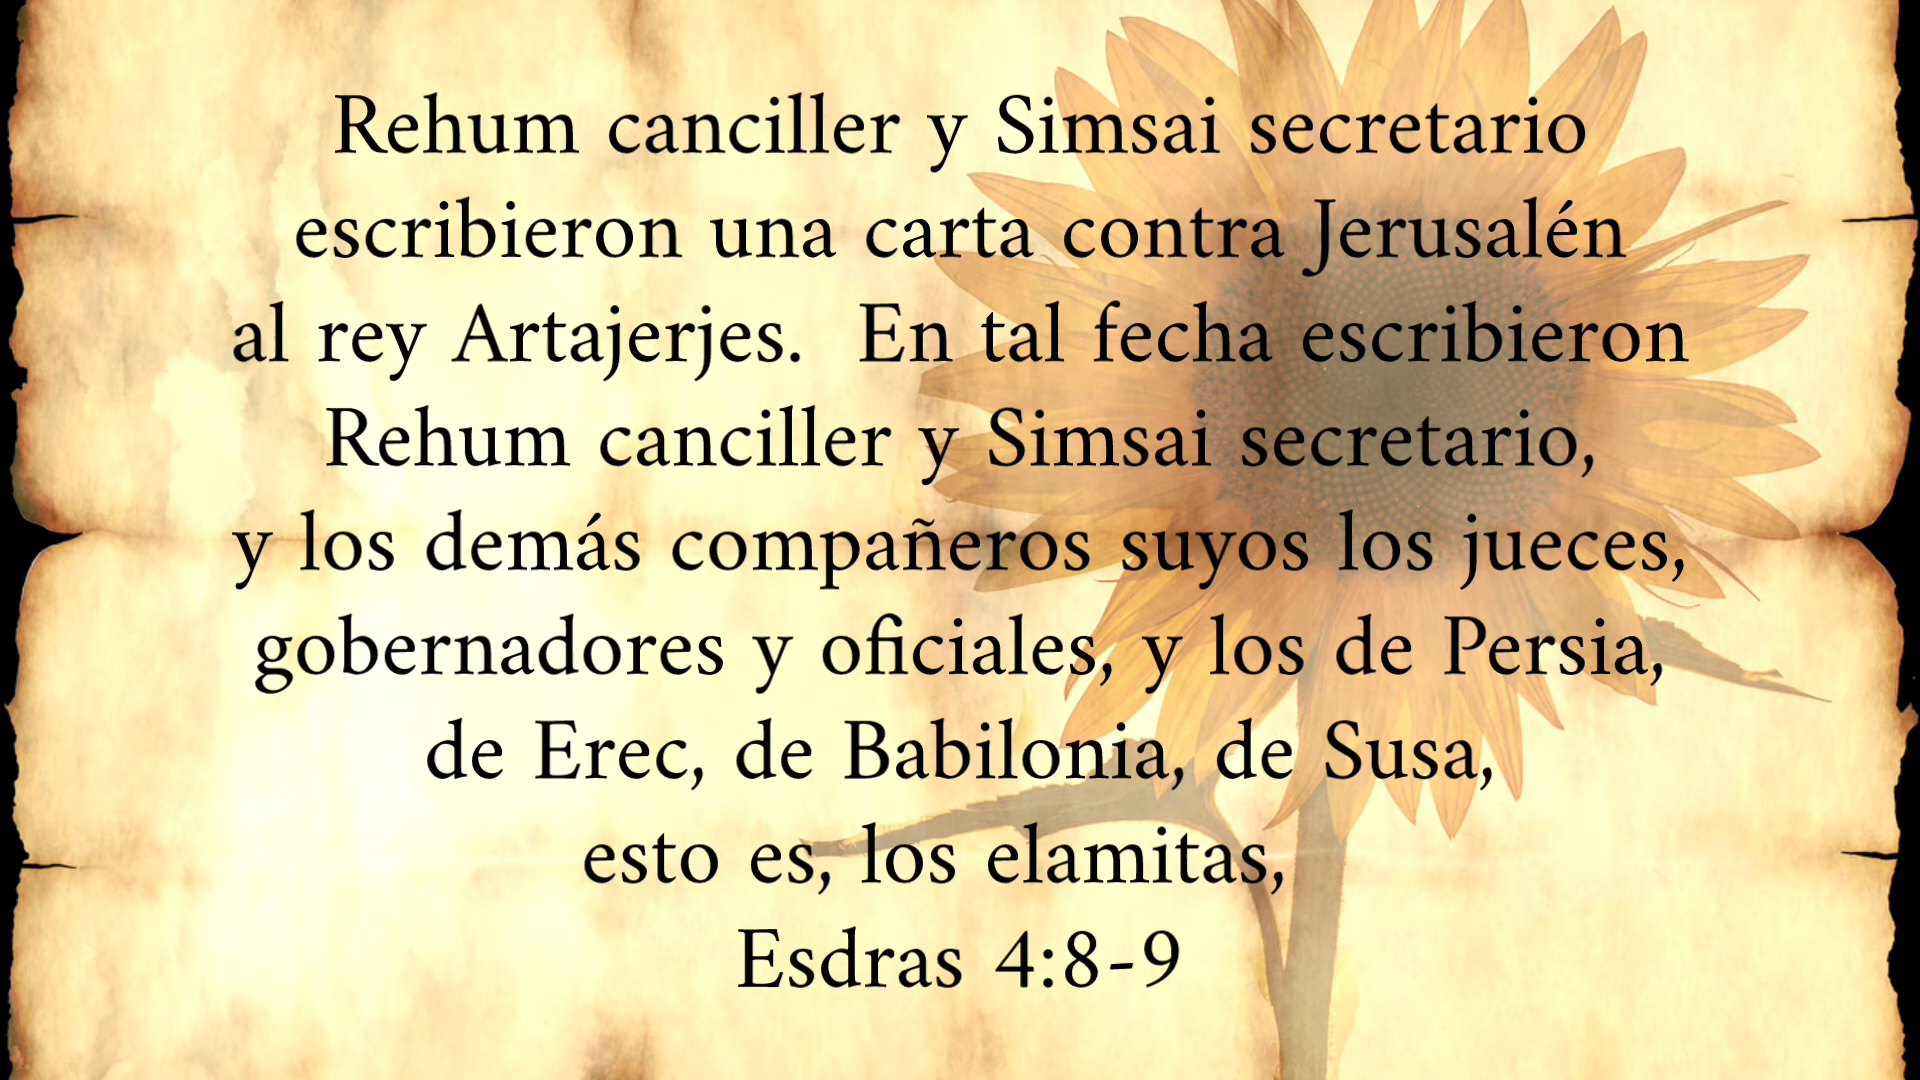 Rehum canciller y Simsai secretario
escribieron una carta contra Jerusalén
al rey Artajerjes.  En tal fecha escribieron
Rehum canciller y Simsai secretario,
y los demás compañeros suyos los jueces,
gobernadores y oficiales, y los de Persia,
de Erec, de Babilonia, de Susa,
esto es, los elamitas,
Esdras 4:8-9